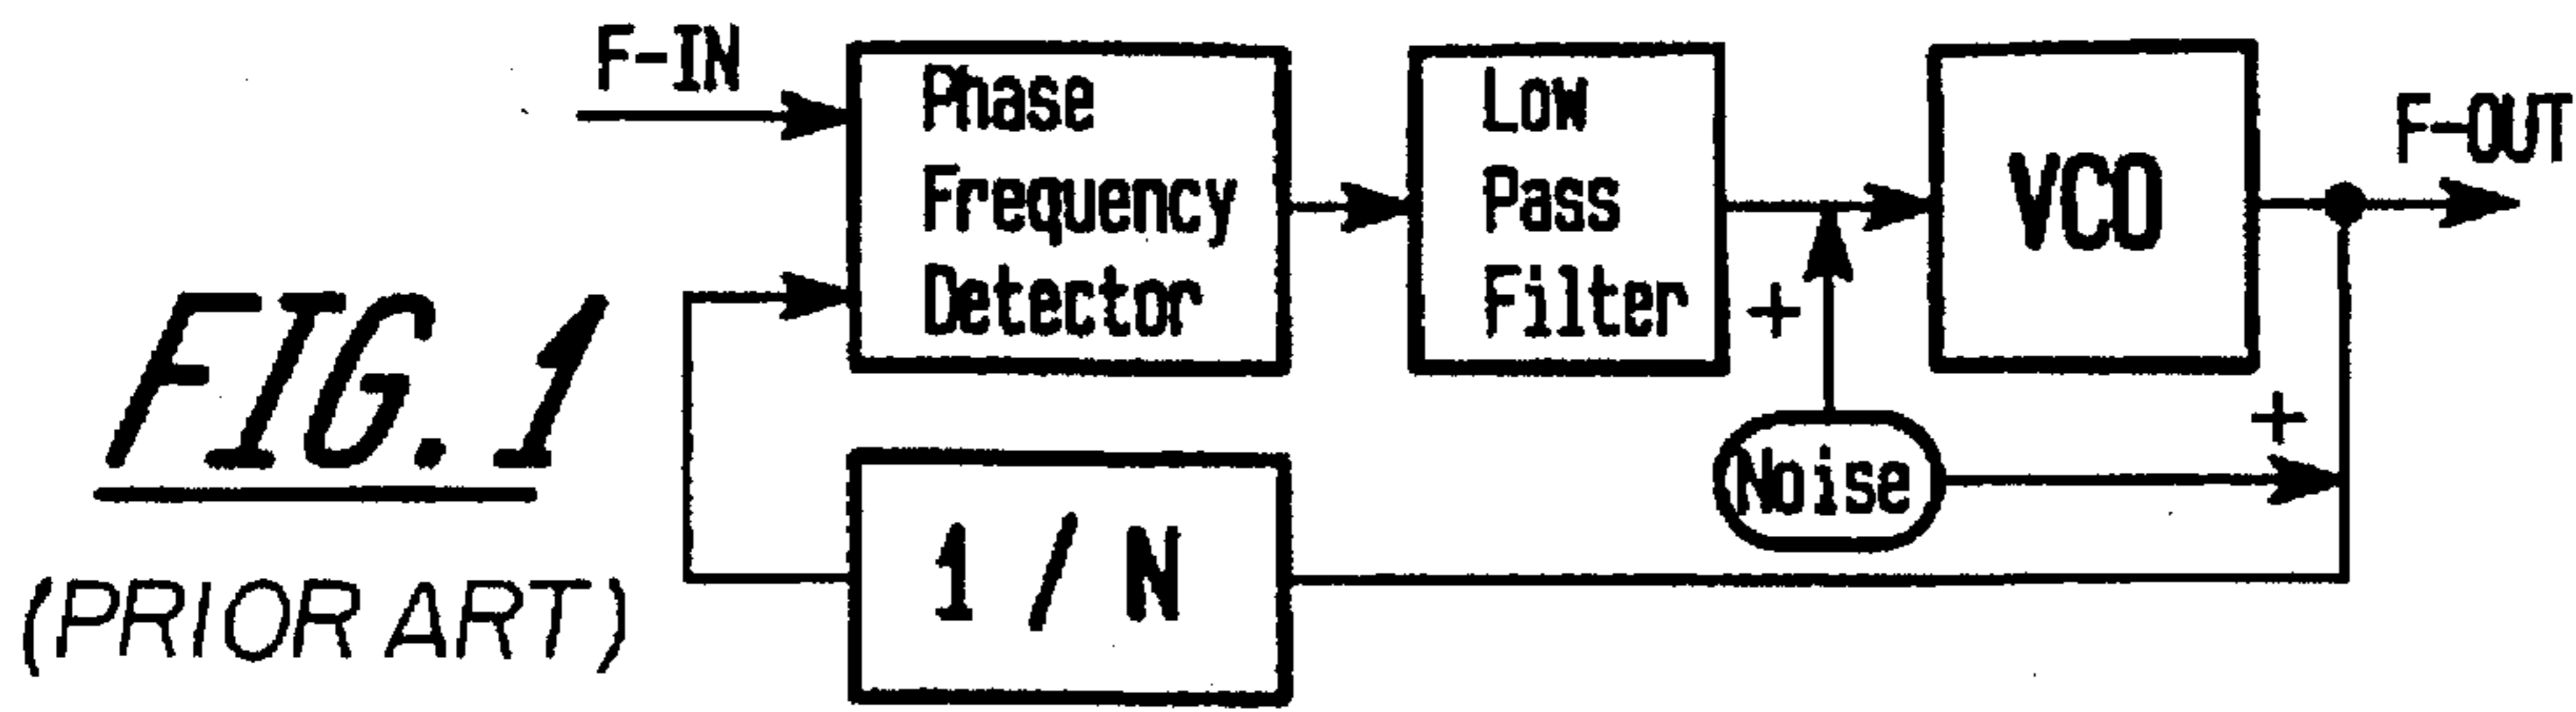 F-IN
Phase
Frequency
Detector
Low
Pass
Filter
+
VCO
F-OUT
+
Noise
1 / N
FIG. 1
(PRIOR ART)